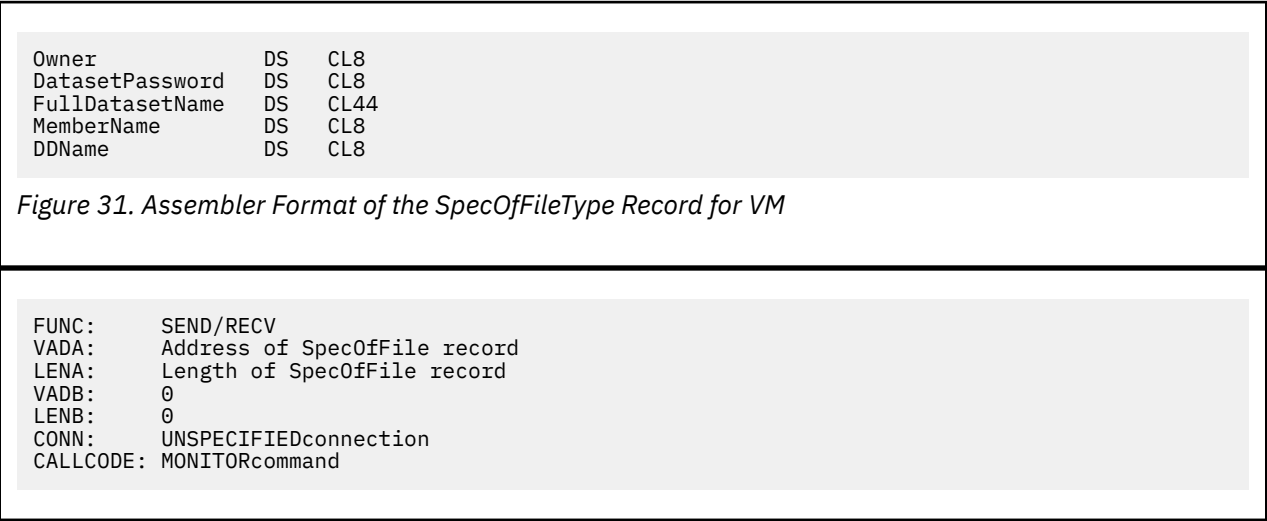 Owner             DS   CL8
DatasetPassword   DS   CL8
FullDatasetName   DS   CL44
MemberName        DS   CL8
DDName            DS   CL8
Figure 31. Assembler Format of the SpecOfFileType Record for VM
FUNC:     SEND/RECV
VADA:     Address of SpecOfFile record
LENA:     Length of SpecOfFile record
VADB:     0
LENB:     0
CONN:     UNSPECIFIEDconnection
CALLCODE: MONITORcommand